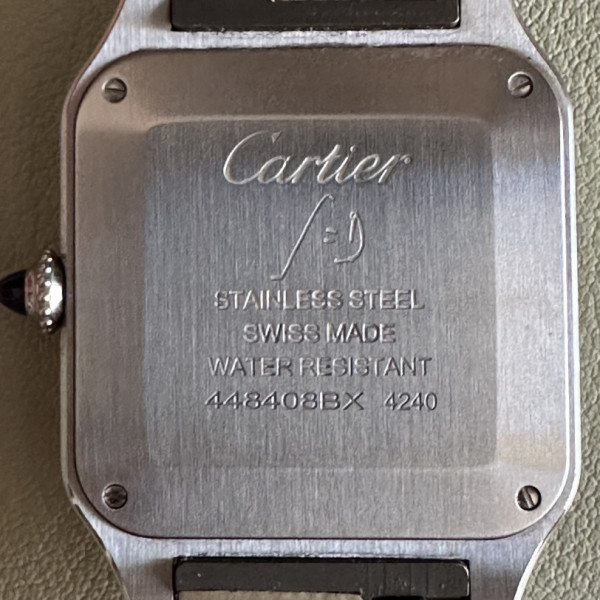 Cartier
STAINLESS STEEL
SWISS MADE
WATER RESISTANT
448408BX 4240